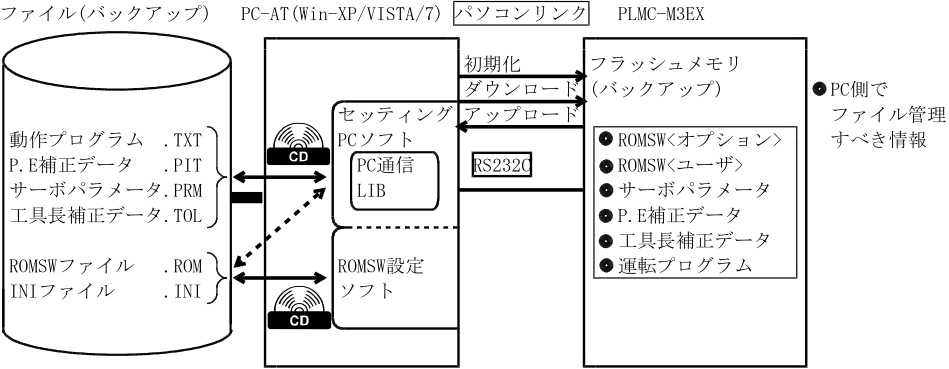 ファイル(バックアップ)
PC-AT(Win-XP/VISTA/7)
パソコンリンク
PLMC-M3EX
動作プログラム .TXT
P.E補正データ .PIT
サーボパラメータ.PRM
工具長補正データ.TOL
ROMSWファイル .ROM
INIファイル .INI
CD
セッティング
PCソフト
PC通信
LIB
ROMSW設定
ソフト
CD
初期化
ダウンロード
アップロード
RS232C
フラッシュメモリ
(バックアップ)
ROMSW<オプション>
ROMSW<ユーザ>
サーボパラメータ
P.E補正データ
工具長補正データ
運転プログラム
PC側で
ファイル管理
すべき情報